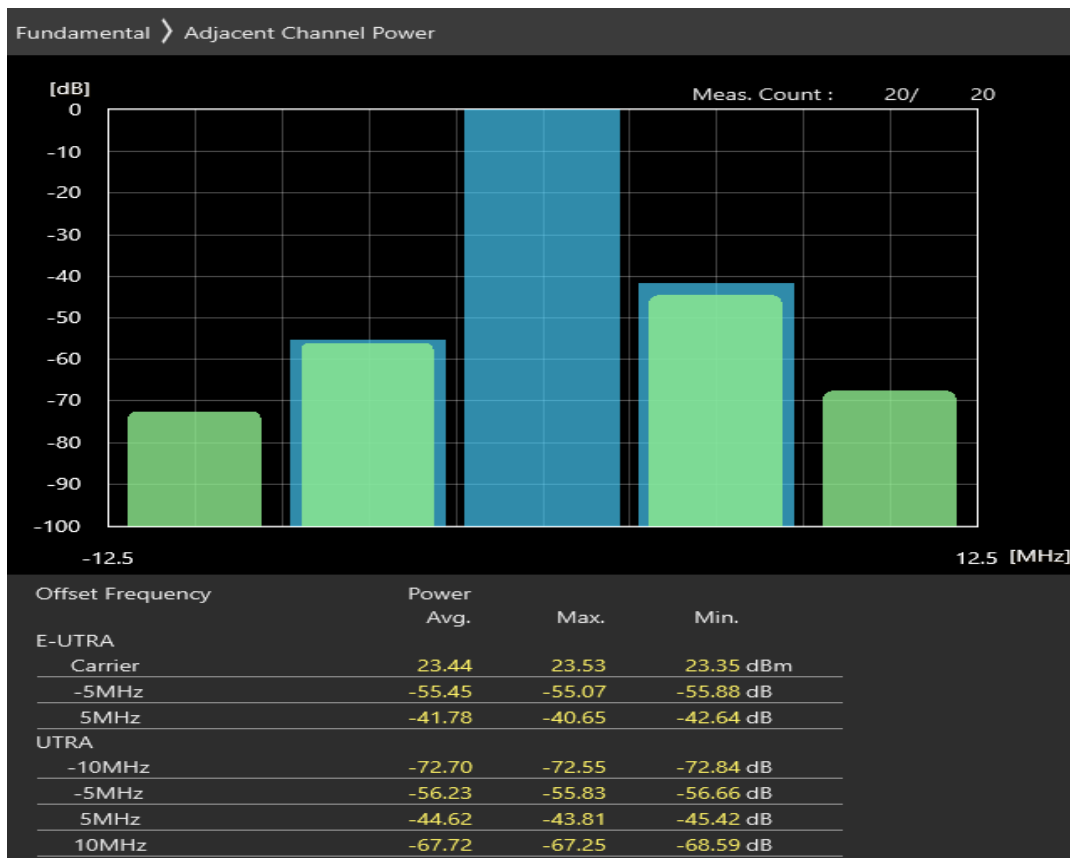 Fundamental 〉 Adjacent Channel Power
[dB]
Meas. Count : 20/ 20
0
-10
-20
-30
-40
-50
-60
-70
-80
-90
-100
-12.5 12.5 [MHz]
Offset Frequency Power
Avg. Max. Min.
E-UTRA
Carrier 23.44 23.53 23.35 dBm
-5MHz -55.45 -55.07 -55.88 dB
5MHz -41.78 -40.65 -42.64 dB
UTRA
-10MHz -72.70 -72.55 -72.84 dB
-5MHz -56.23 -55.83 -56.66 dB
5MHz -44.62 -43.81 -45.42 dB
10MHz -67.72 -67.25 -68.59 dB